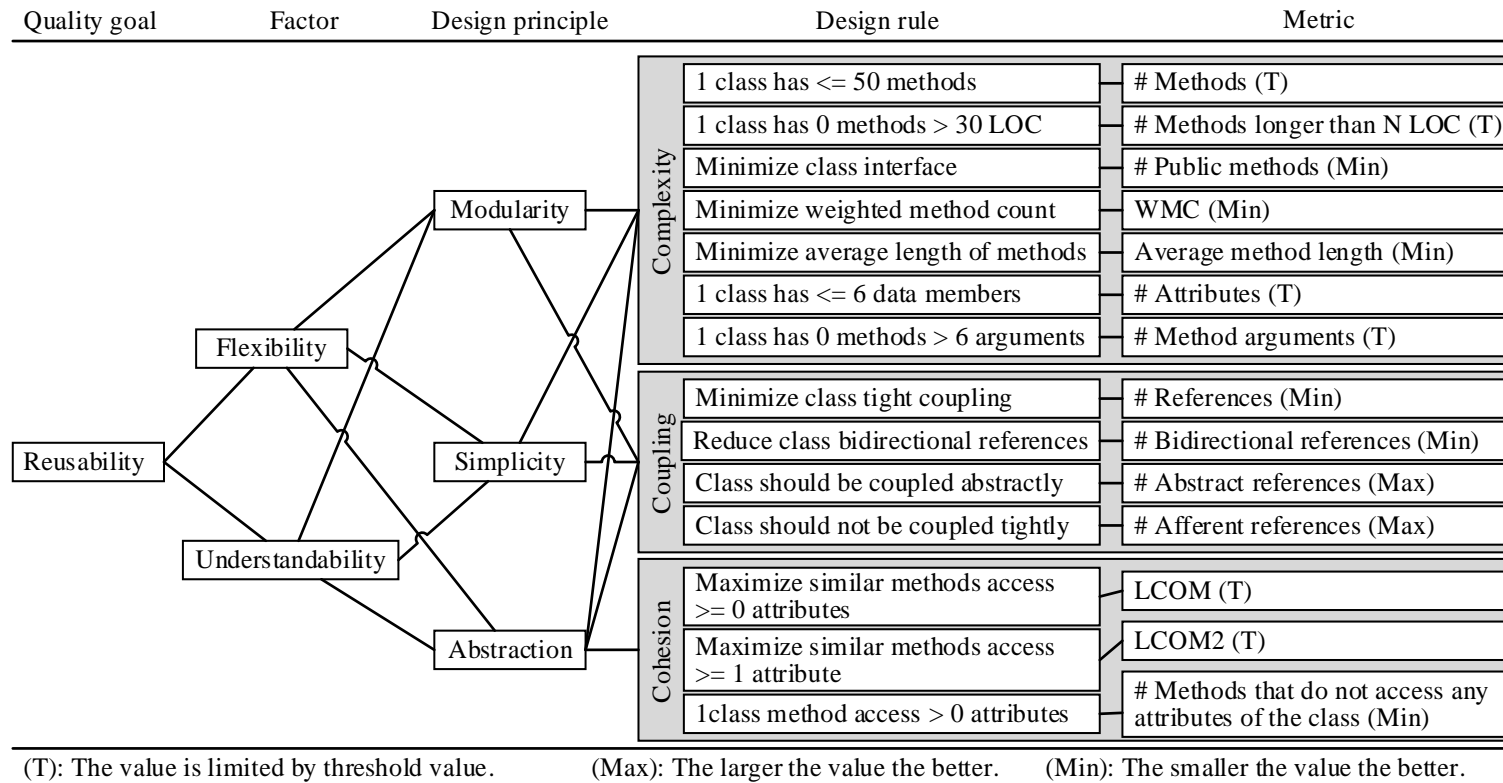 Quality goal Factor Design principle Design rule Metric
Complexity
1 class has <= 50 methods # Methods (T)
1 class has 0 methods > 30 LOC # Methods longer than N LOC (T)
Minimize class interface # Public methods (Min)
Modularity Minimize weighted method count WMC (Min)
Minimize average length of methods Average method length (Min)
1 class has <= 6 data members # Attributes (T)
Flexibility 1 class has 0 methods > 6 arguments # Method arguments (T)
Coupling
Minimize class tight coupling # References (Min)
Reduce class bidirectional references # Bidirectional references (Min)
Reusability Simplicity Class should be coupled abstractly # Abstract references (Max)
Class should not be coupled tightly # Afferent references (Max)
Understandability
Cohesion
Maximize similar methods access
>= 0 attributes
LCOM (T)
Abstraction
Maximize similar methods access
>= 1 attribute
LCOM2 (T)
1class method access > 0 attributes
# Methods that do not access any
attributes of the class (Min)
(T): The value is limited by threshold value. (Max): The larger the value the better. (Min): The smaller the value the better.